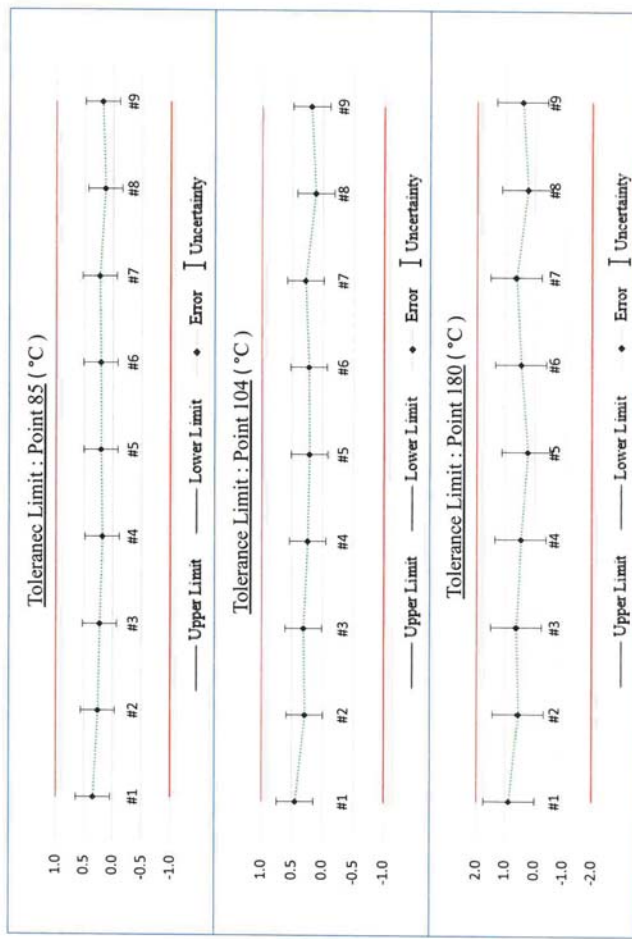 Toleranec Limit : Point 85 ( °C )
1.0
0.5
0.0
-0.5
-1.0
#1 #2 #3 #4 #5 #6 #7 #8 #9
Upper Limit Lower Limit Error Uncertainty
Tolerance Limit : Point 104 ( °C )
1.0
0.5
0.0
-0.5
-1.0
#1 #2 #3 #4 #5 #6 #7 #8 #9
Upper Limit Lower Limit Error Uncertainty
Tolerance Limit : Point 180 ( °C )
2.0
1.0
0.0
-1.0
-2.0
#1 #2 #3 #4 #5 #6 #7 #8 #9
Upper Limit Lower Limit Error Uncertainty